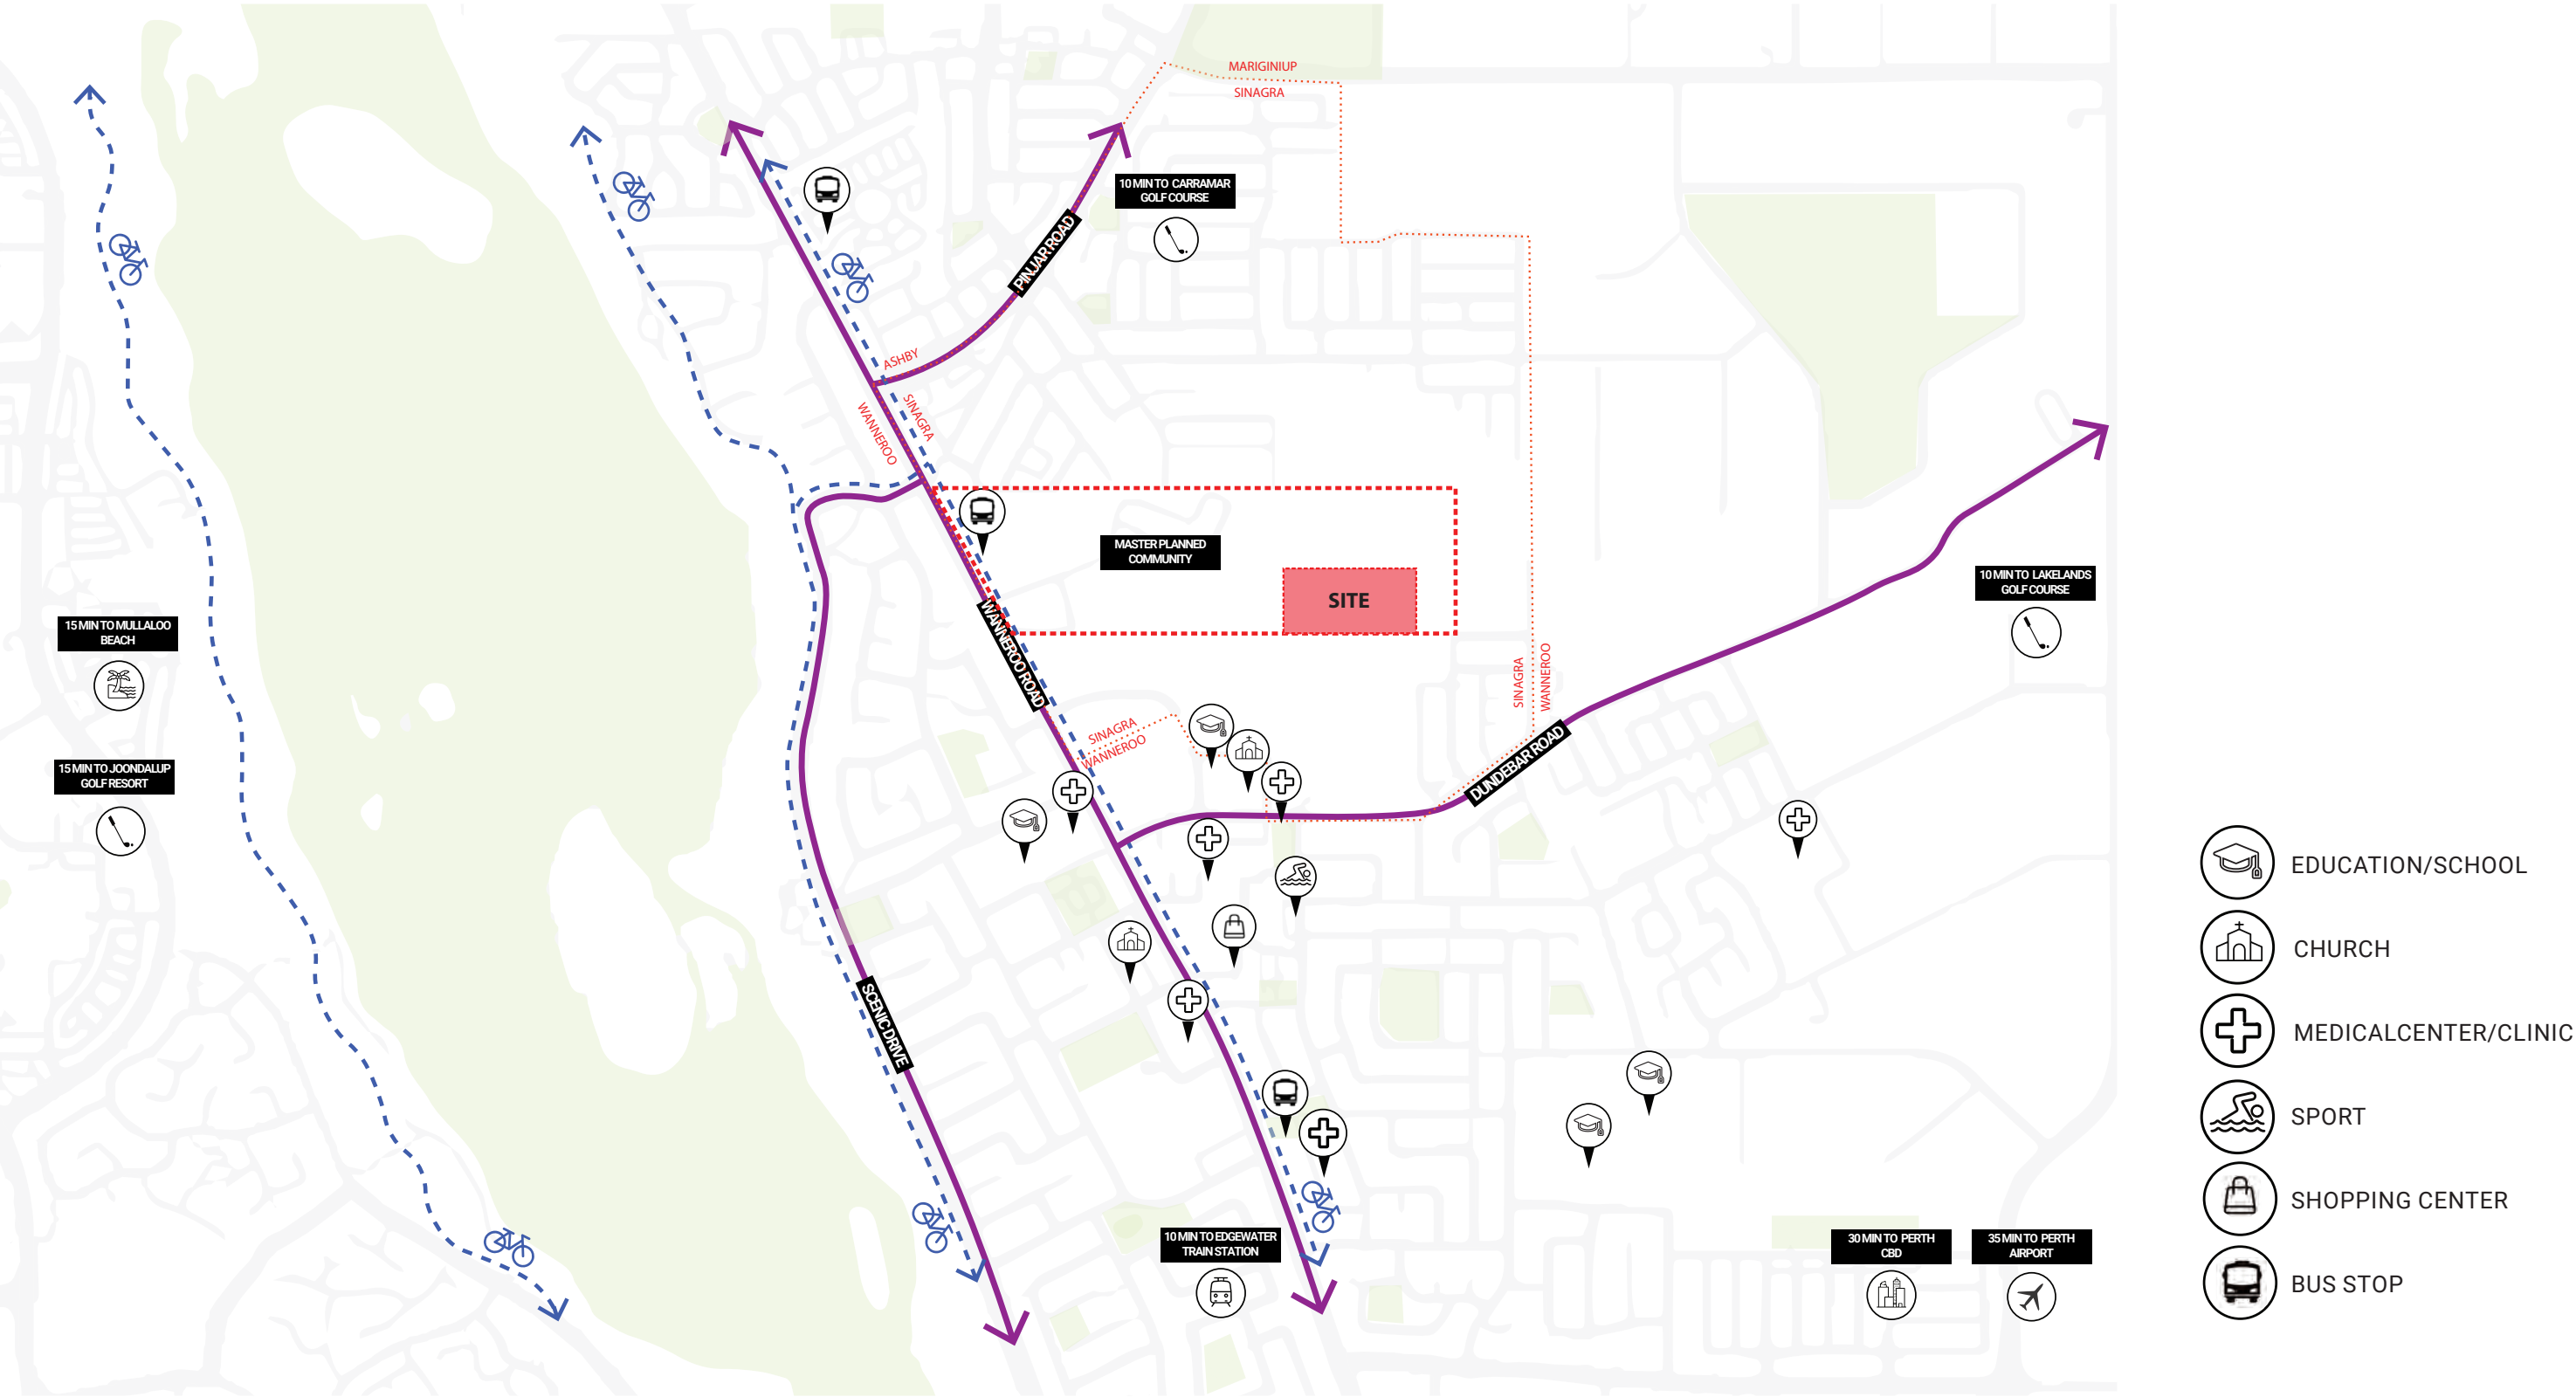 MARIGINIUP
SINAGRA
10 MIN TO CARRAMAR
GOLF COURSE
PINJAR ROAD
ASHBY
SINAGRA
WANNEROO
MASTER PLANNED
COMMUNITY
SITE
10 MIN TO LAKELANDS
GOLF COURSE
15 MIN TO MULLALOO
BEACH
WANNEROO ROAD
SINAGRA
WANNEROO
SINAGRA
WANNEROO
15 MIN TO JOONDALUP
GOLF RESORT
DUNDEBAR ROAD
SCENIC DRIVE
10 MIN TO EDGEWATER
TRAIN STATION
30 MIN TO PERTH
CBD
35 MIN TO PERTH
AIRPORT
EDUCATION/SCHOOL
CHURCH
MEDICALCENTER/CLINIC
SPORT
SHOPPING CENTER
BUS STOP